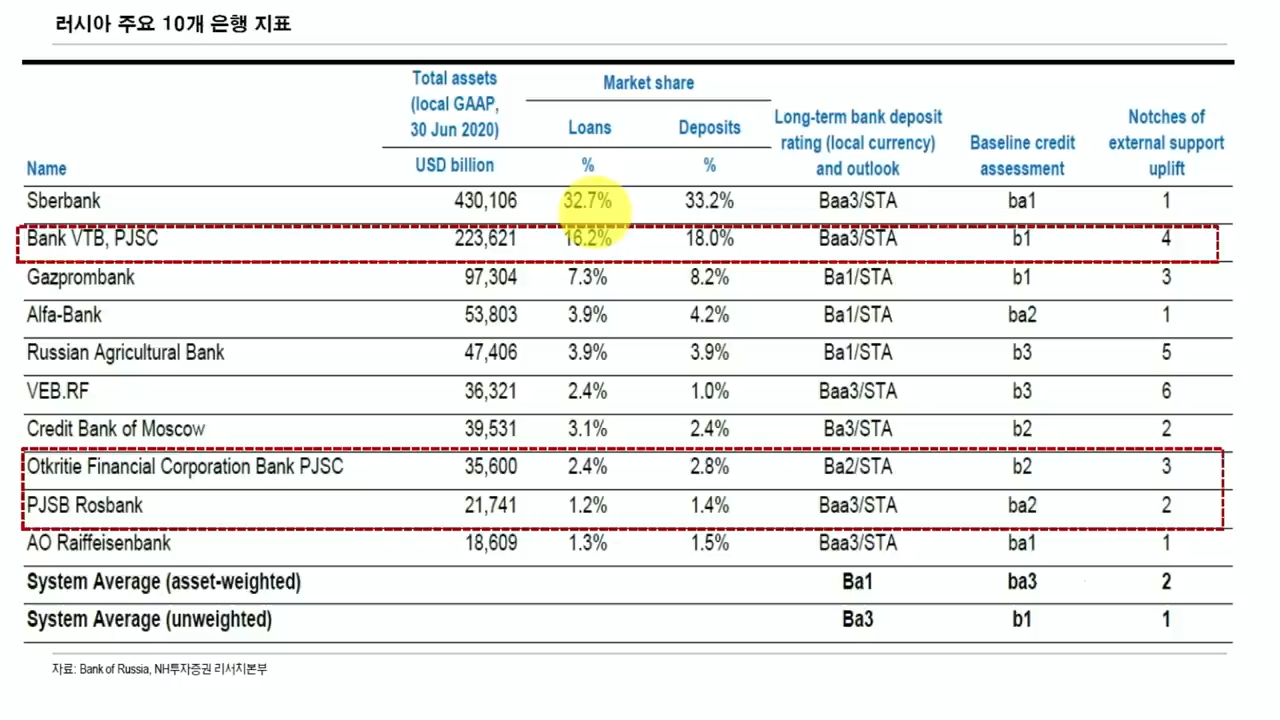 러시아 주요 10개 은행 지표
Total assets
(local GAAP,
30 Jun 2020)
Market share
Loans Deposits
Long-term bank deposit
rating (local currency)
and outlook
Baseline credit
assessment
Notches of
external support
uplift
Name USD billion % %
Sberbank 430,106 32.7% 33.2% Baa3/STA ba1 1
Bank VTB, PJSC 223,621 16.2% 18.0% Baa3/STA b1 4
Gazprombank 97,304 7.3% 8.2% Ba1/STA b1 3
Alfa-Bank 53,803 3.9% 4.2% Ba1/STA ba2 1
Russian Agricultural Bank 47,406 3.9% 3.9% Ba1/STA b3 5
VEB.RF 36,321 2.4% 1.0% Baa3/STA b3 6
Credit Bank of Moscow 39,531 3.1% 2.4% Ba3/STA b2 2
Otkritie Financial Corporation Bank PJSC 35,600 2.4% 2.8% Ba2/STA b2 3
PJSB Rosbank 21,741 1.2% 1.4% Baa3/STA ba2 2
AO Raiffeisenbank 18,609 1.3% 1.5% Baa3/STA ba1 1
System Average (asset-weighted) Ba1 ba3 2
System Average (unweighted) Ba3 b1 1
자료: Bank of Russia, NH투자증권 리서치본부